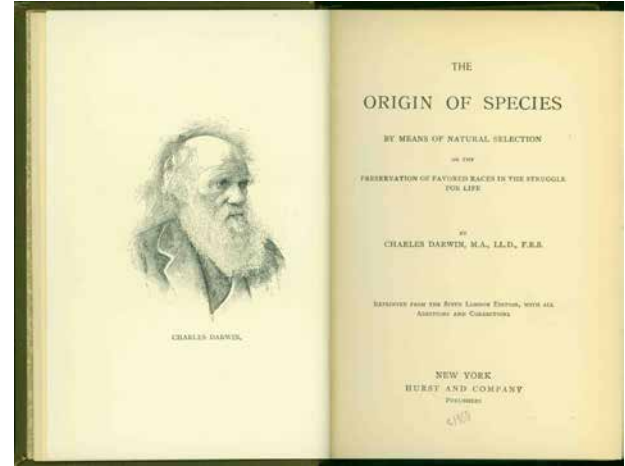 CHARLES DARWIN.
THE
ORIGIN OF SPECIES
BY MEANS OF NATURAL SELECTION
OR THE
PRESERVATION OF FAVORED RACES IN THE STRUGGLE
FOR LIFE
BY
CHARLES DARWIN, M.A., LL.D., F.R.S.
REPRINTED FROM THE SIXTH LONDON EDITION, WITH ALL
ADDITIONS AND CORRECTIONS
NEW YORK
HURST AND COMPANY
PUBLISHERS